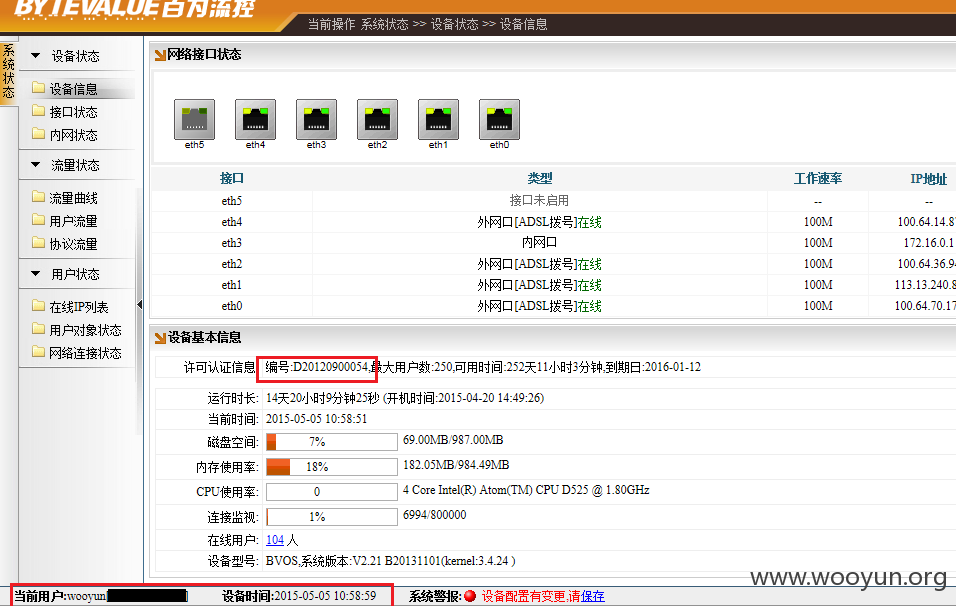 BYTEVALUE百为流控
当前操作 系统状态 >> 设备状态 >> 设备信息
系统状态
设备状态
设备信息
接口状态
内网状态
流量状态
流量曲线
用户流量
协议流量
用户状态
在线IP列表
用户对象状态
网络连接状态
网络接口状态
eth5 eth4 eth3 eth2 eth1 eth0
接口 类型 工作速率 IP地址
eth5 接口未启用 -- --
eth4 外网口[ADSL拨号]在线 100M 100.64.14.8
eth3 内网口 100M 172.16.0.1
eth2 外网口[ADSL拨号]在线 100M 100.64.36.9
eth1 外网口[ADSL拨号]在线 100M 113.13.240.8
eth0 外网口[ADSL拨号]在线 100M 100.64.70.17
设备基本信息
许可认证信息 编号:D20120900054,最大用户数:250,可用时间:252天11小时3分钟,到期日:2016-01-12
运行时长: 14天20小时9分钟25秒 (开机时间:2015-04-20 14:49:26)
当前时间: 2015-05-05 10:58:51
磁盘空间: 7% 69.00MB/987.00MB
内存使用率: 18% 182.05MB/984.49MB
CPU使用率: 0 4 Core Intel(R) Atom(TM) CPU D525 @ 1.80GHz
连接监视: 1% 6994/800000
在线用户: 104 人
设备型号: BVOS,系统版本:V2.21 B20131101(kernel:3.4.24 )
www.wooyun.org
当前用户:wooyun[ ] 设备时间:2015-05-05 10:58:59 系统警报: 设备配置有变更,请保存